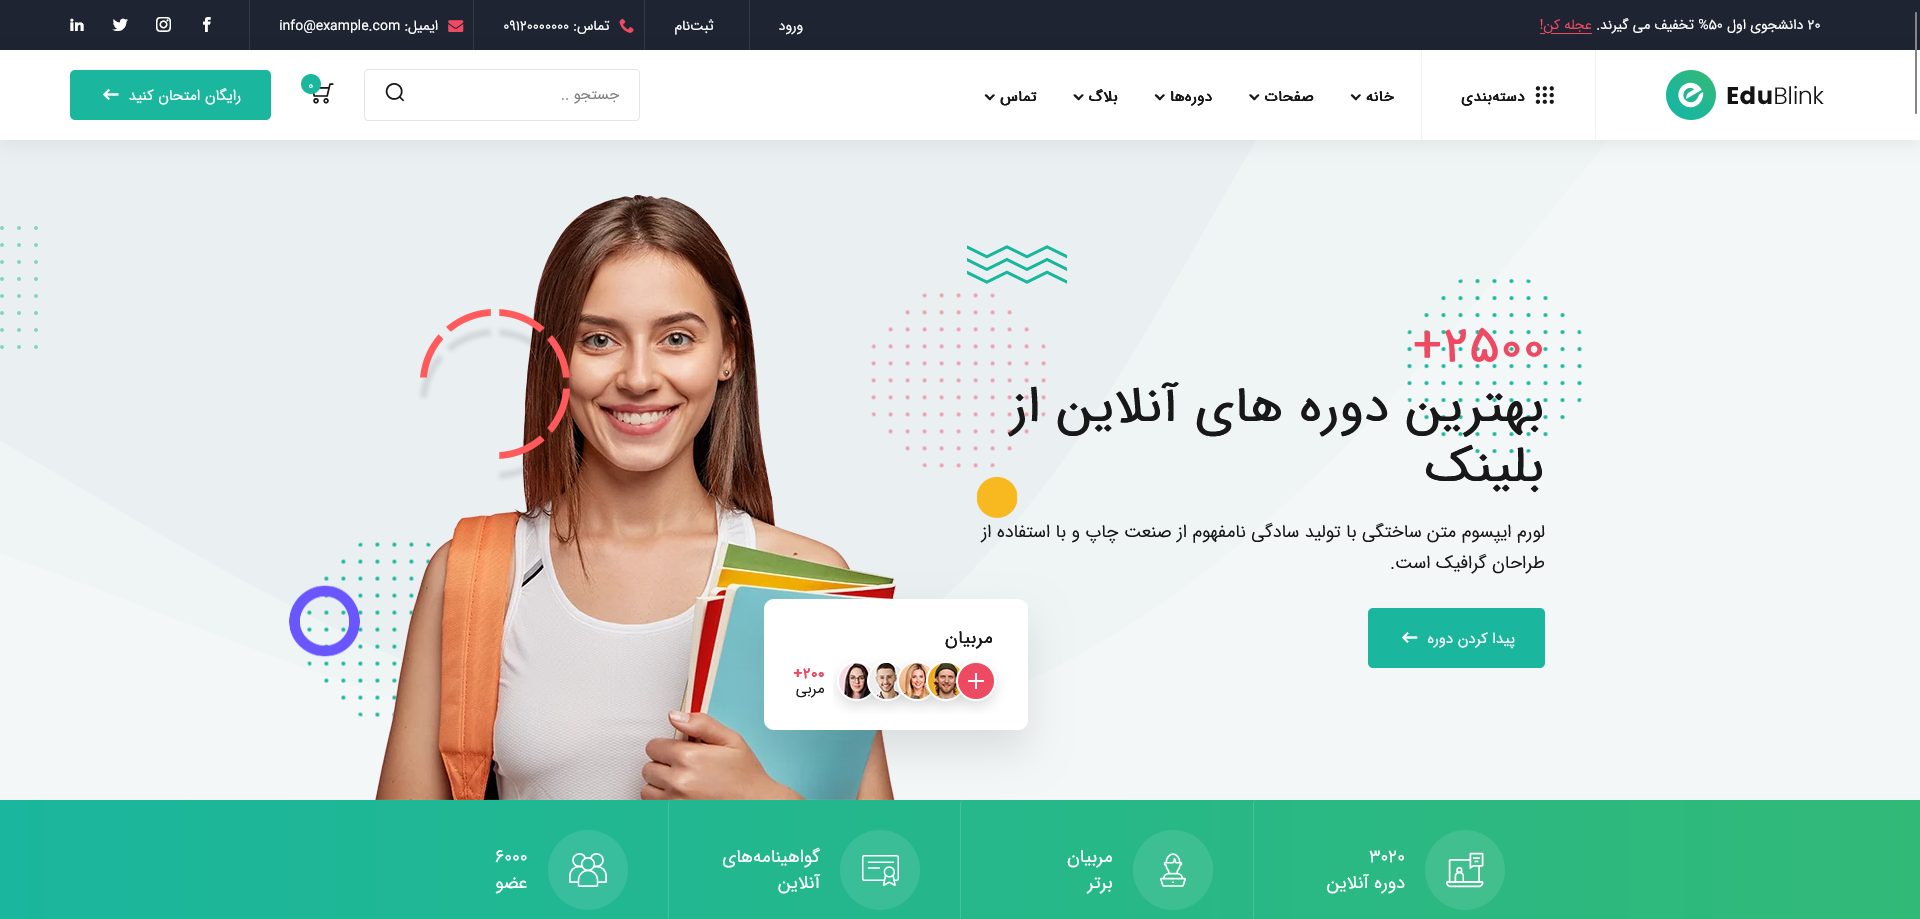 ۲۰ دانشجوی اول ۵۰% تخفیف می گیرند. عجله کن!
ورود
ثبت‌نام
تماس: ۰۹۱۲۰۰۰۰۰۰۰
ایمیل: info@example.com
EduBlink
دسته‌بندی
خانه
صفحات
دوره‌ها
بلاگ
تماس
جستجو ..
۰
رایگان امتحان کنید
+۲۵۰۰
بهترین دوره های آنلاین از
بلینک
لورم ایپسوم متن ساختگی با تولید سادگی نامفهوم از صنعت چاپ و با استفاده از
طراحان گرافیک است.
پیدا کردن دوره
مربیان
+۲۰۰
مربی
۳۰۲۰
دوره آنلاین
مربیان
برتر
گواهینامه‌های
آنلاین
۶۰۰۰
عضو